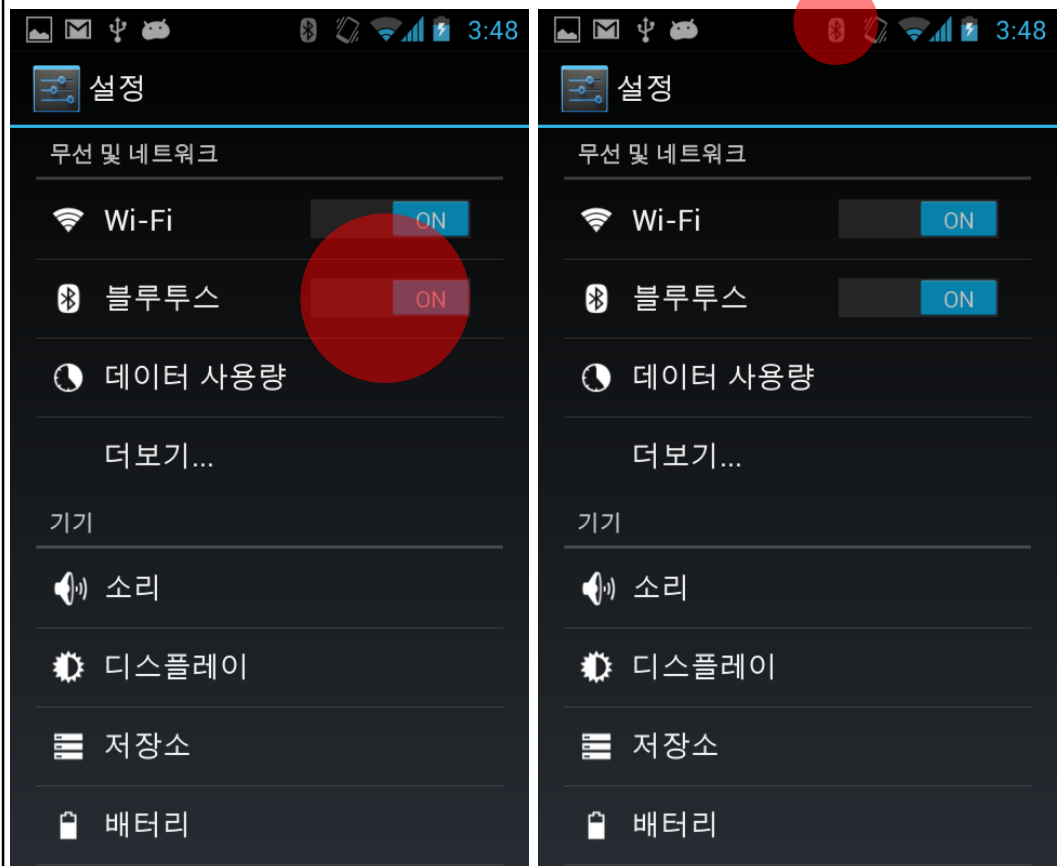 3:48
설정
무선 및 네트워크
Wi-Fi ON
블루투스 ON
데이터 사용량
더보기...
기기
소리
디스플레이
저장소
배터리
3:48
설정
무선 및 네트워크
Wi-Fi ON
블루투스 ON
데이터 사용량
더보기...
기기
소리
디스플레이
저장소
배터리